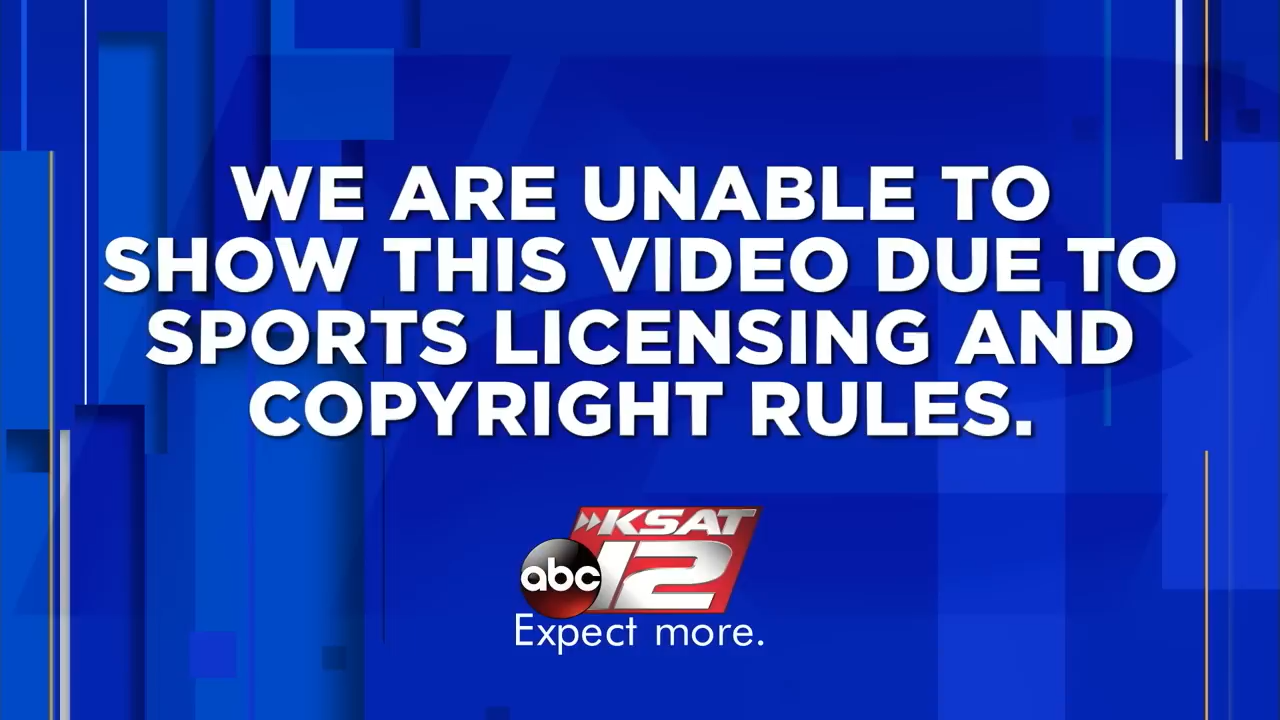 WE ARE UNABLE TO
SHOW THIS VIDEO DUE TO
SPORTS LICENSING AND
COPYRIGHT RULES.
KSAT
abc 12
Expect more.